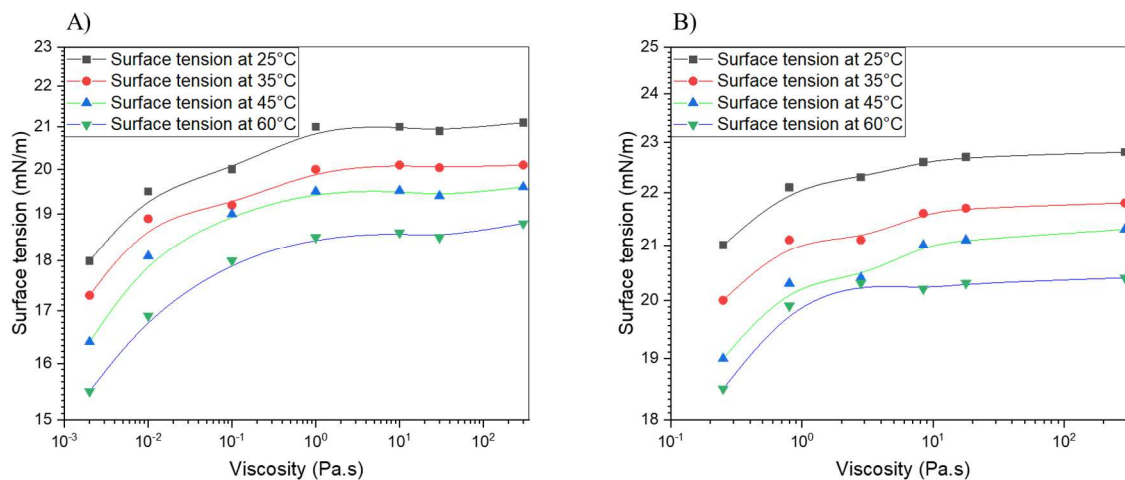 A)
23
22
21
20
19
18
17
16
15
Surface tension (mN/m)
Surface tension at 25°C
Surface tension at 35°C
Surface tension at 45°C
Surface tension at 60°C
10⁻³
10⁻²
10⁻¹
10⁰
10¹
10²
Viscosity (Pa.s)
B)
25
24
23
22
21
20
19
18
Surface tension (mN/m)
Surface tension at 25°C
Surface tension at 35°C
Surface tension at 45°C
Surface tension at 60°C
10⁻¹
10⁰
10¹
10²
Viscosity (Pa.s)